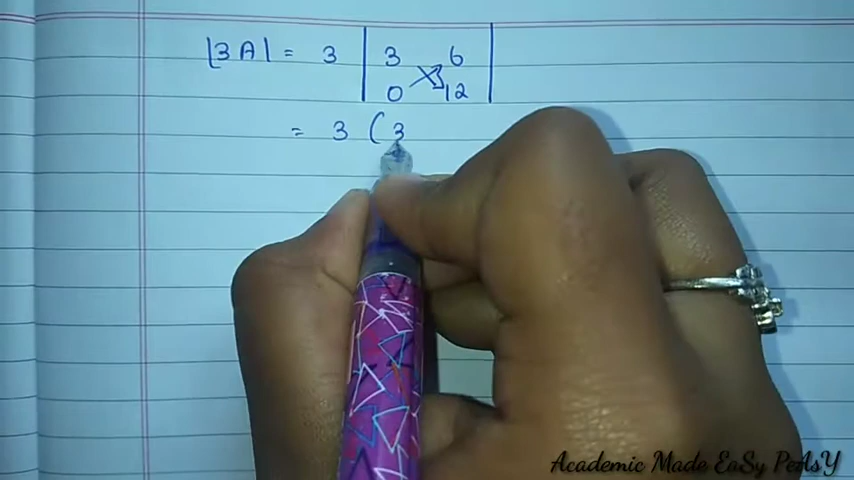 |3A| = 3 | 3 6 |
| 0 12 |
= 3 (3
Academic Made EaSy PeAsY